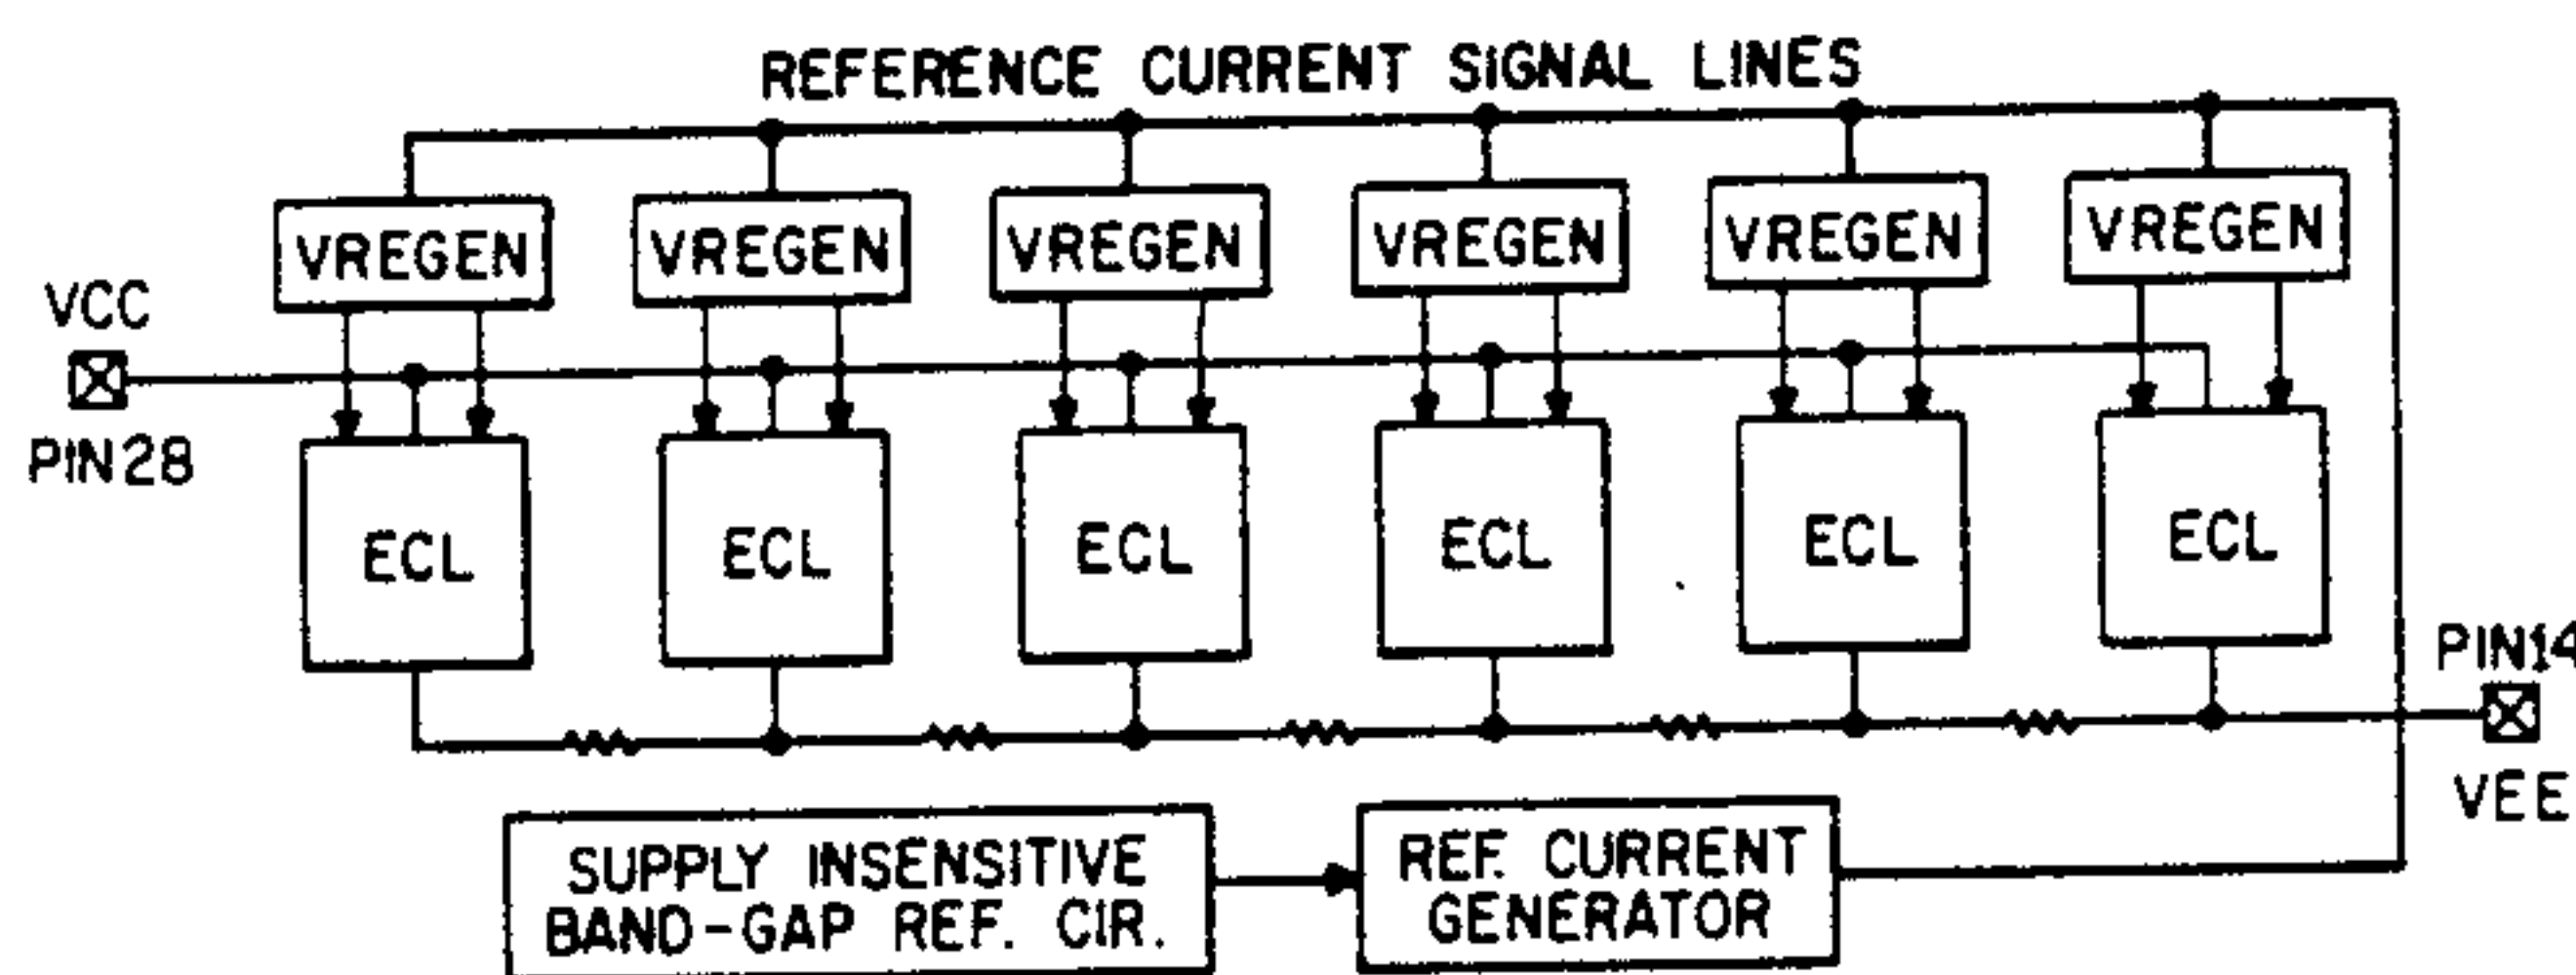 REFERENCE CURRENT SIGNAL LINES
VREGEN VREGEN VREGEN VREGEN VREGEN VREGEN
VCC
PIN28
ECL ECL ECL ECL ECL ECL
PIN14
VEE
SUPPLY INSENSITIVE
BAND-GAP REF. CIR.
REF. CURRENT
GENERATOR